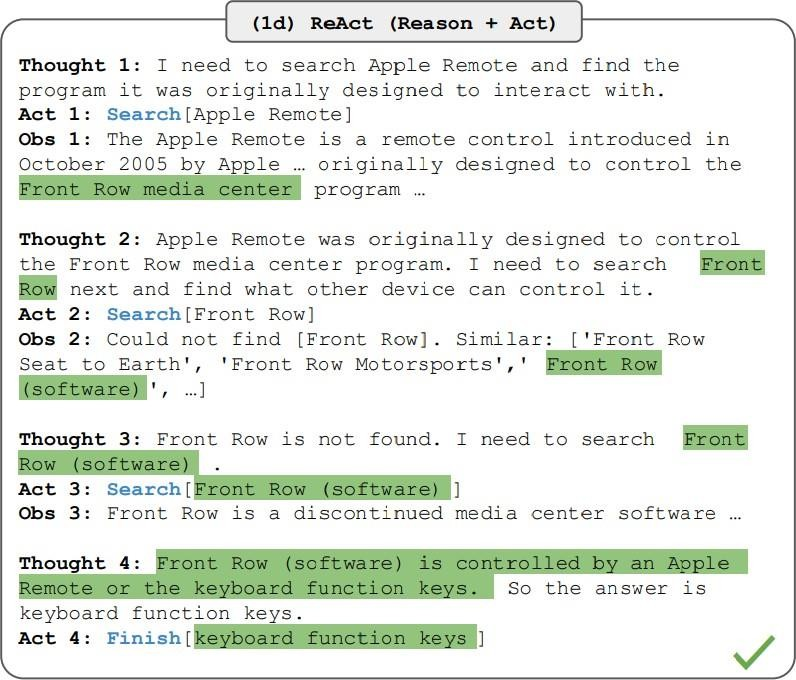 (1d) ReAct (Reason + Act)
Thought 1: I need to search Apple Remote and find the
program it was originally designed to interact with.
Act 1: Search[Apple Remote]
Obs 1: The Apple Remote is a remote control introduced in
October 2005 by Apple … originally designed to control the
Front Row media center program …
Thought 2: Apple Remote was originally designed to control
the Front Row media center program. I need to search Front
Row next and find what other device can control it.
Act 2: Search[Front Row]
Obs 2: Could not find [Front Row]. Similar: ['Front Row
Seat to Earth', 'Front Row Motorsports',' Front Row
(software)', …]
Thought 3: Front Row is not found. I need to search Front
Row (software) .
Act 3: Search[Front Row (software) ]
Obs 3: Front Row is a discontinued media center software …
Thought 4: Front Row (software) is controlled by an Apple
Remote or the keyboard function keys. So the answer is
keyboard function keys.
Act 4: Finish[keyboard function keys ]